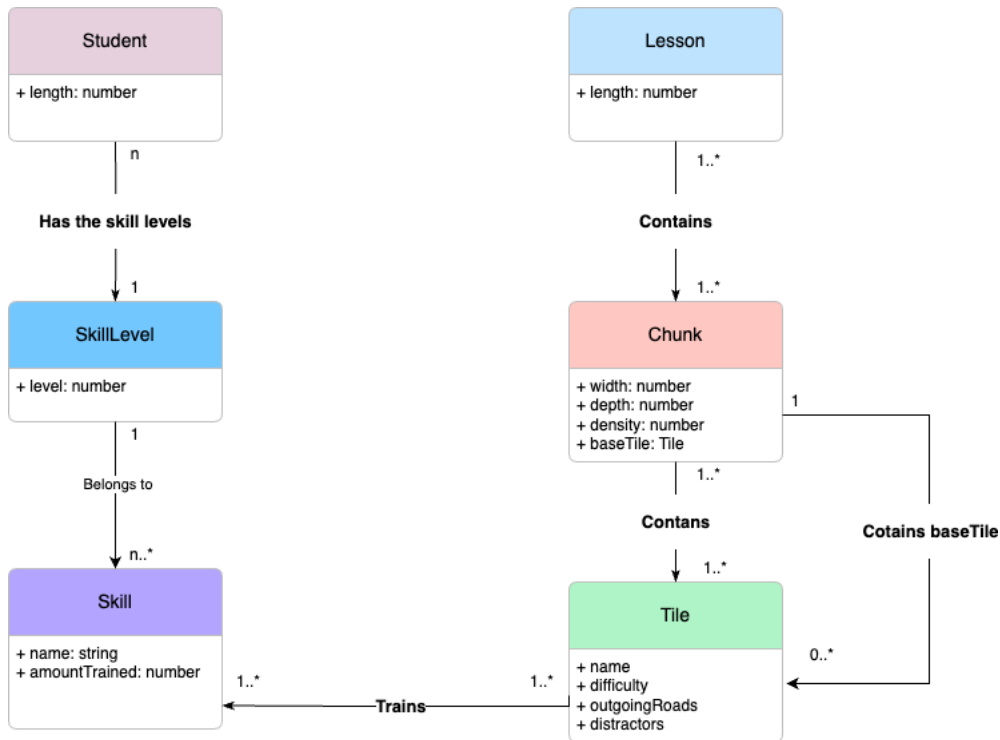 Student
+ length: number
n
Has the skill levels
1
SkillLevel
+ level: number
1
Belongs to
n..*
Skill
+ name: string
+ amountTrained: number
Lesson
+ length: number
1..*
Contains
1..*
Chunk
+ width: number
+ depth: number
+ density: number
+ baseTile: Tile
1
1..*
Contans
1..*
Cotains baseTile
0..*
Tile
+ name
+ difficulty
+ outgoingRoads
+ distractors
1..*
Trains
1..*